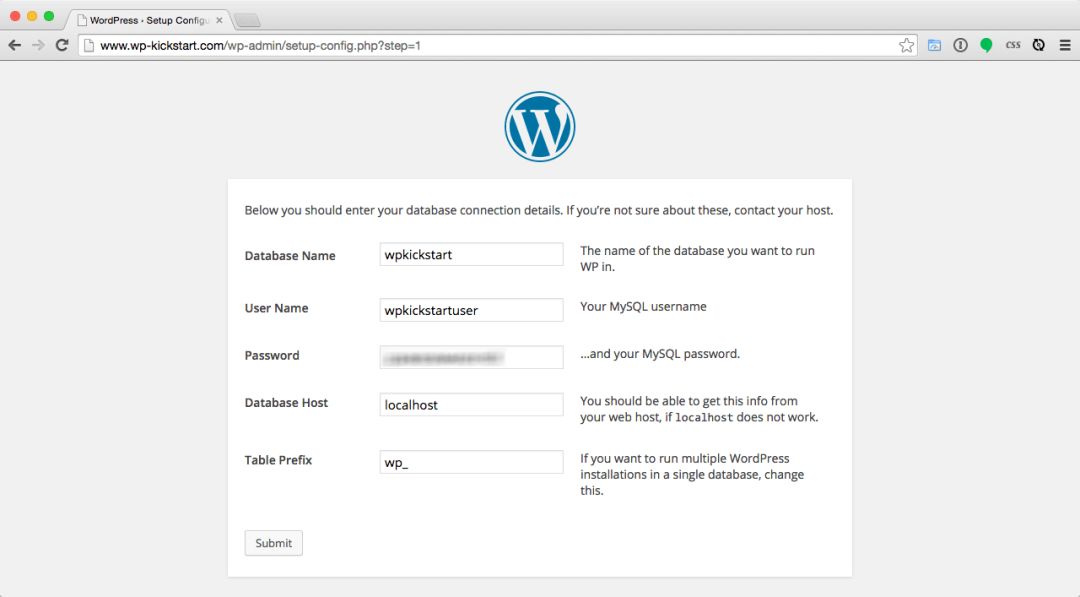 WordPress › Setup Configu
www.wp-kickstart.com/wp-admin/setup-config.php?step=1
css
W
Below you should enter your database connection details. If you’re not sure about these, contact your host.
Database Name
wpkickstart
The name of the database you want to run
WP in.
User Name
wpkickstartuser
Your MySQL username
Password
…and your MySQL password.
Database Host
localhost
You should be able to get this info from
your web host, if localhost does not work.
Table Prefix
wp_
If you want to run multiple WordPress
installations in a single database, change
this.
Submit